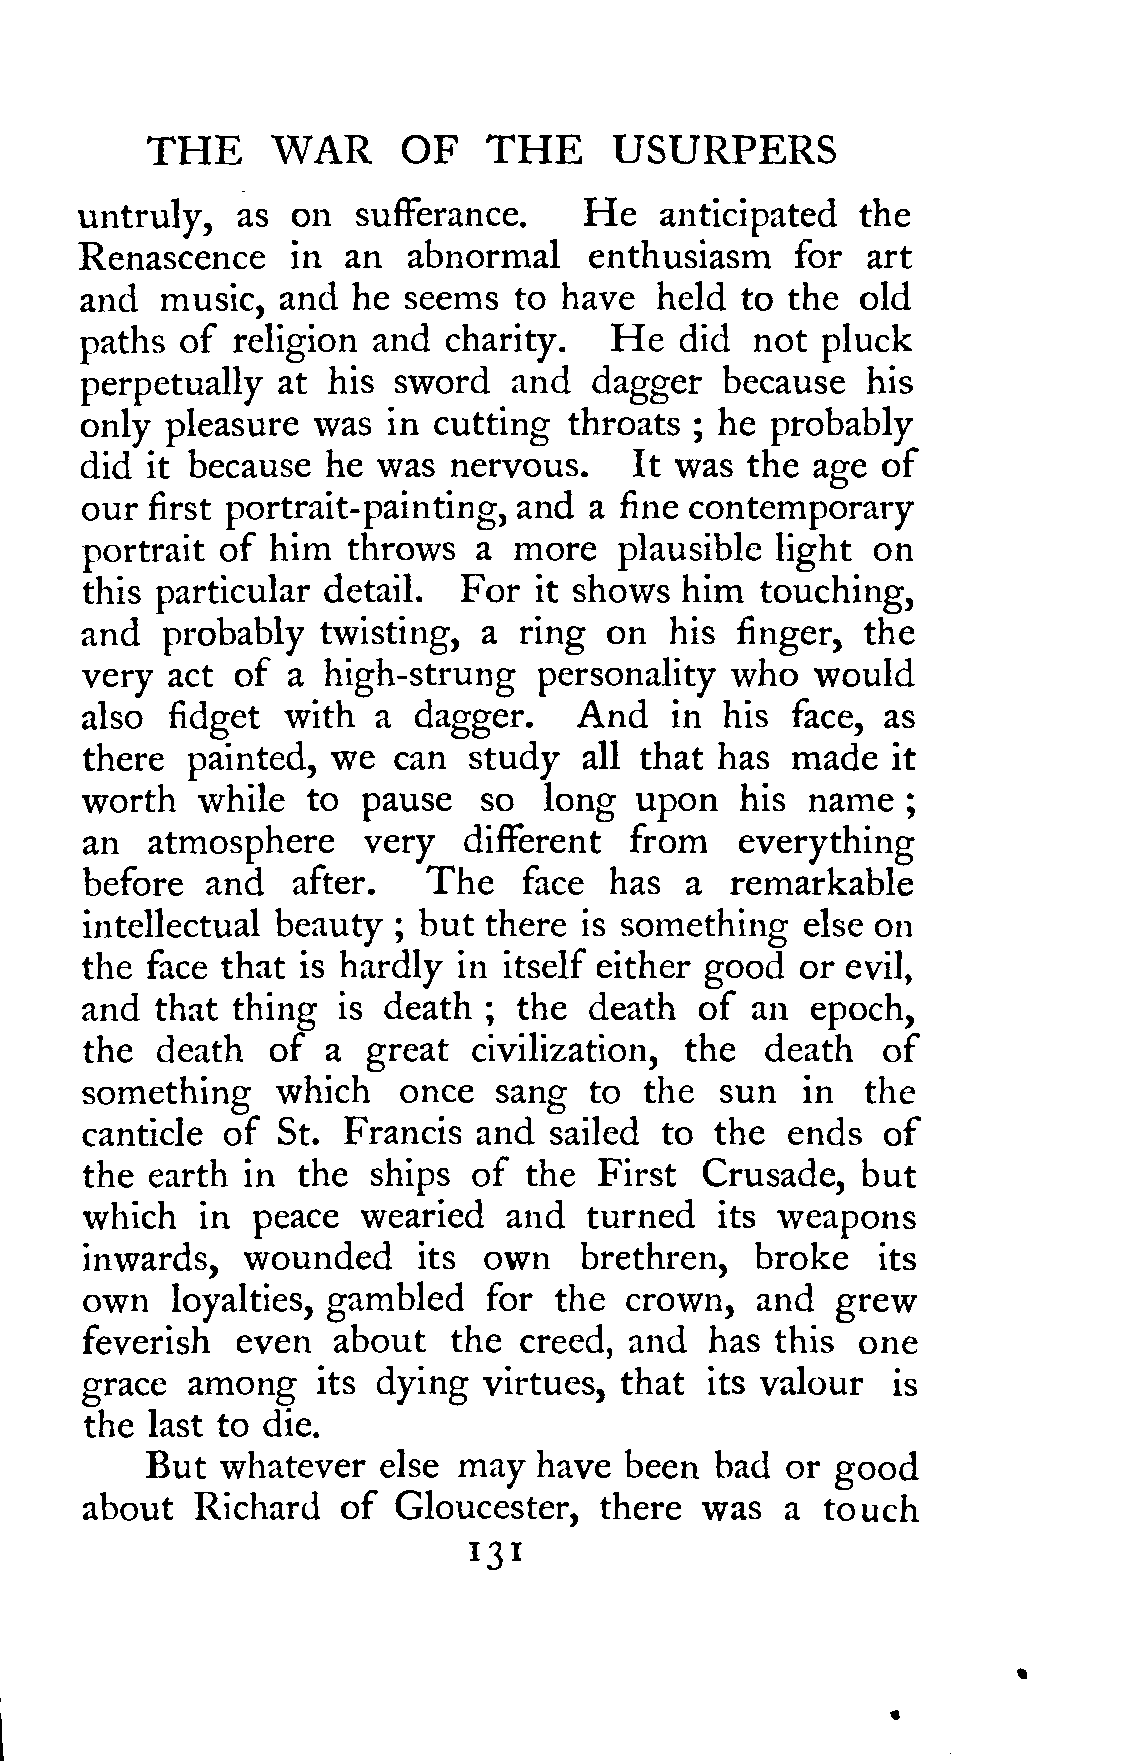 THE WAR OF THE USURPERS
untruly, as on sufferance. He anticipated the
Renascence in an abnormal enthusiasm for art
and music, and he seems to have held to the old
paths of religion and charity. He did not pluck
perpetually at his sword and dagger because his
only pleasure was in cutting throats ; he probably
did it because he was nervous. It was the age of
our first portrait-painting, and a fine contemporary
portrait of him throws a more plausible light on
this particular detail. For it shows him touching,
and probably twisting, a ring on his finger, the
very act of a high-strung personality who would
also fidget with a dagger. And in his face, as
there painted, we can study all that has made it
worth while to pause so long upon his name ;
an atmosphere very different from everything
before and after. The face has a remarkable
intellectual beauty ; but there is something else on
the face that is hardly in itself either good or evil,
and that thing is death ; the death of an epoch,
the death of a great civilization, the death of
something which once sang to the sun in the
canticle of St. Francis and sailed to the ends of
the earth in the ships of the First Crusade, but
which in peace wearied and turned its weapons
inwards, wounded its own brethren, broke its
own loyalties, gambled for the crown, and grew
feverish even about the creed, and has this one
grace among its dying virtues, that its valour is
the last to die.
But whatever else may have been bad or good
about Richard of Gloucester, there was a touch
131